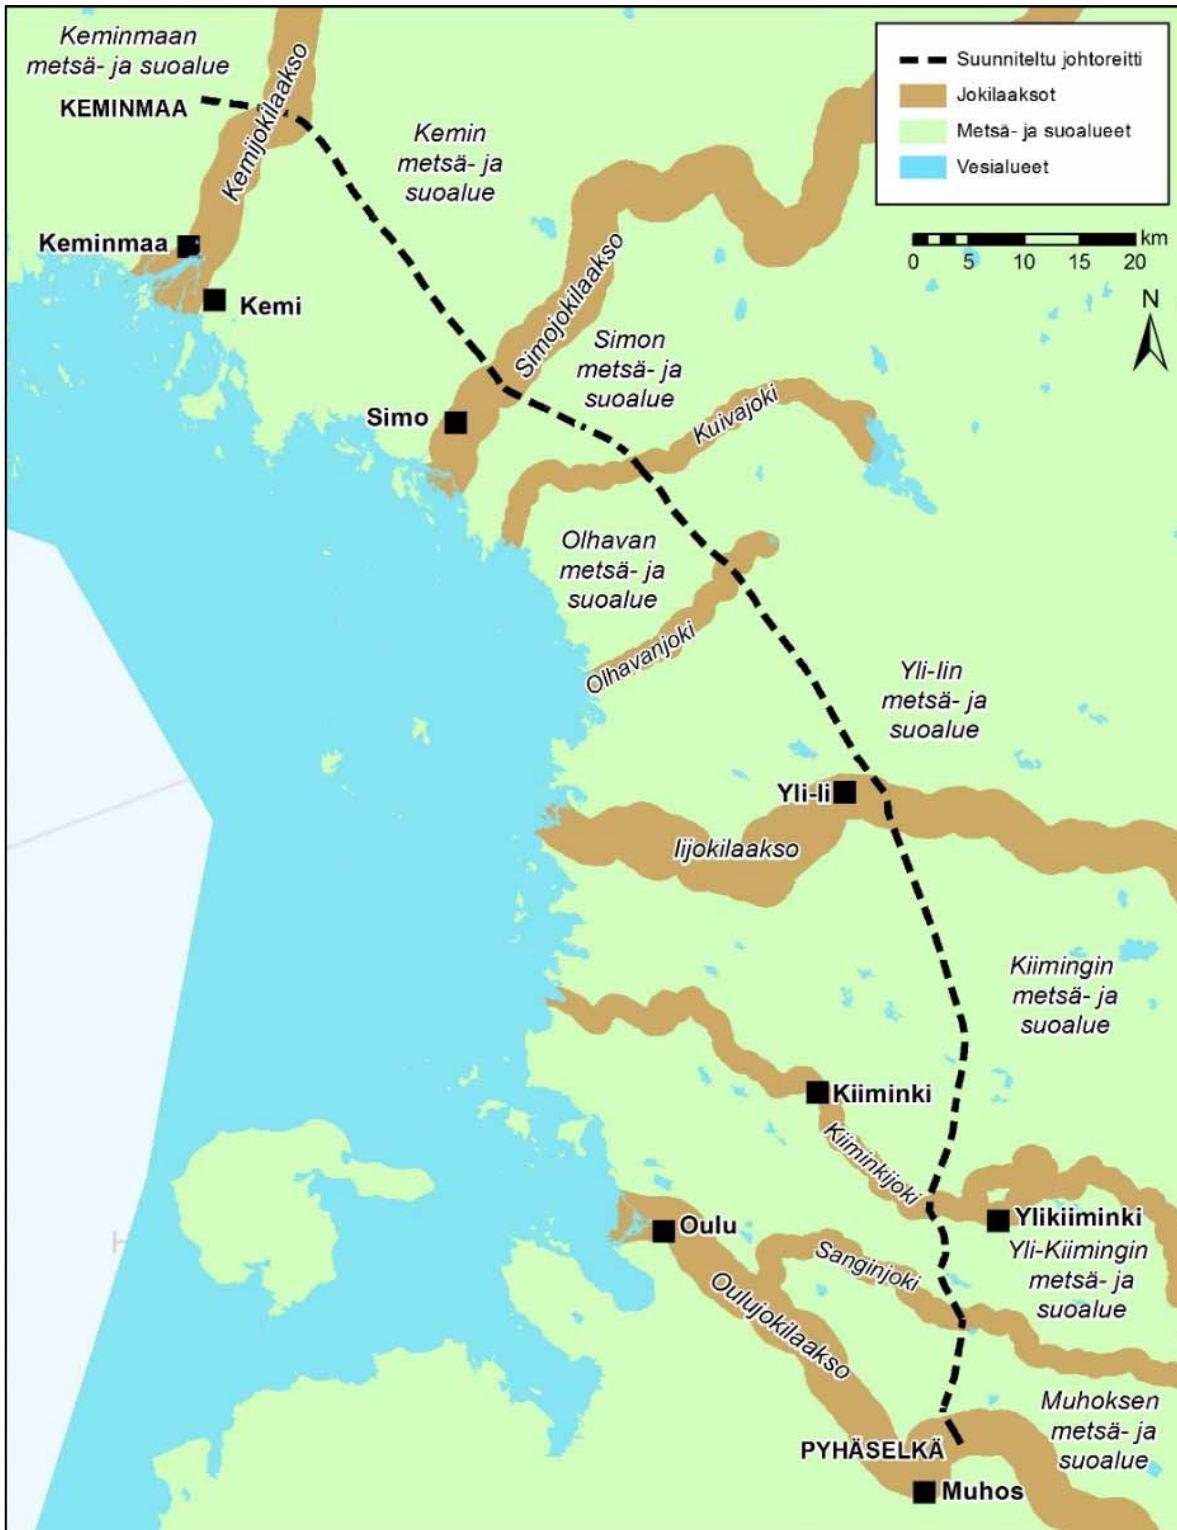 Keminmaan
metsä- ja suoalue
KEMINMAA
Kemijokilaakso
Kemin
metsä- ja
suoalue
Suunniteltu johtoreitti
Jokilaaksot
Metsä- ja suoalueet
Vesialueet
km
0 5 10 15 20
N
Keminmaa
Kemi
Simojokilaakso
Simon
metsä- ja
suoalue
Simo
Kuivajoki
Olhavan
metsä- ja
suoalue
Olhavanjoki
Yli-Iin
metsä- ja
suoalue
Yli-Ii
Iijokilaakso
Kiimingin
metsä- ja
suoalue
Kiiminki
Kiiminkijoki
Ylikiiminki
Oulu
Yli-Kiimingin
metsä- ja
suoalue
Sanginjoki
Oulujokilaakso
Muhoksen
metsä- ja
suoalue
PYHÄSELKÄ
Muhos